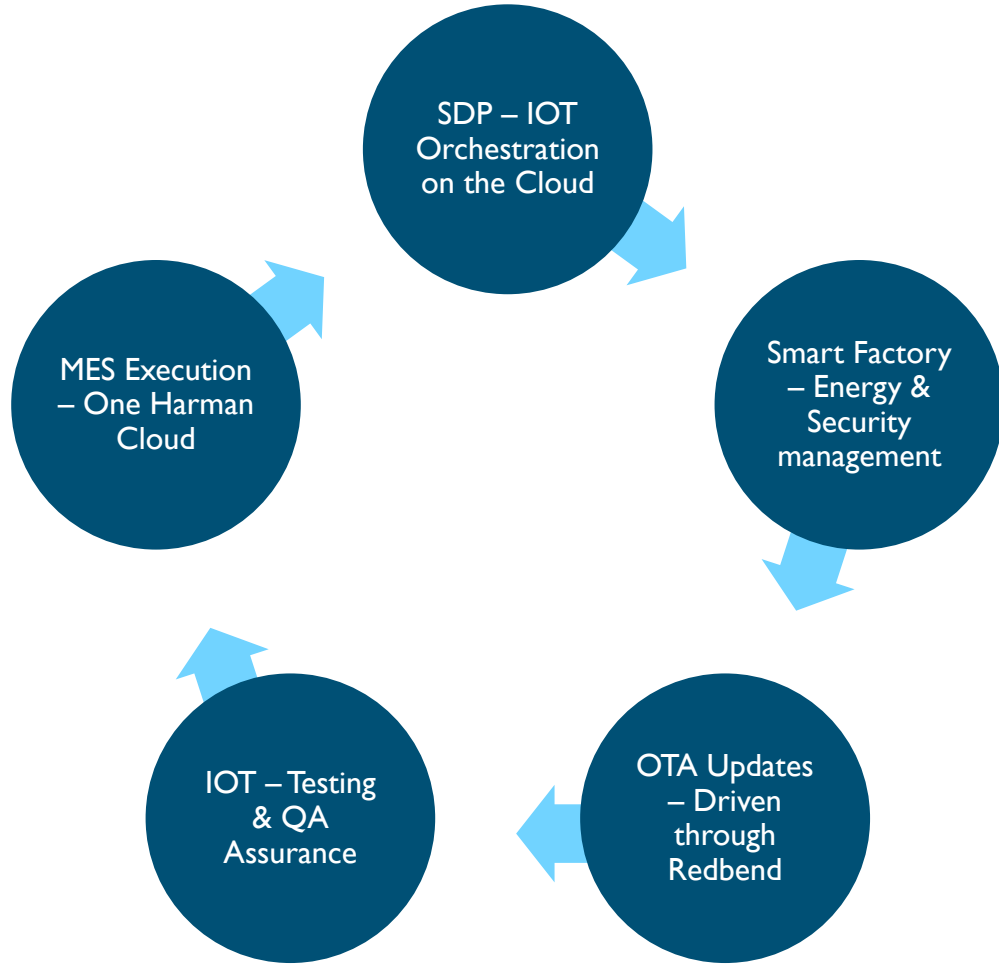 SDP – IOT
Orchestration
on the Cloud
Smart Factory
– Energy &
Security
management
OTA Updates
– Driven
through
Redbend
IOT – Testing
& QA
Assurance
MES Execution
– One Harman
Cloud